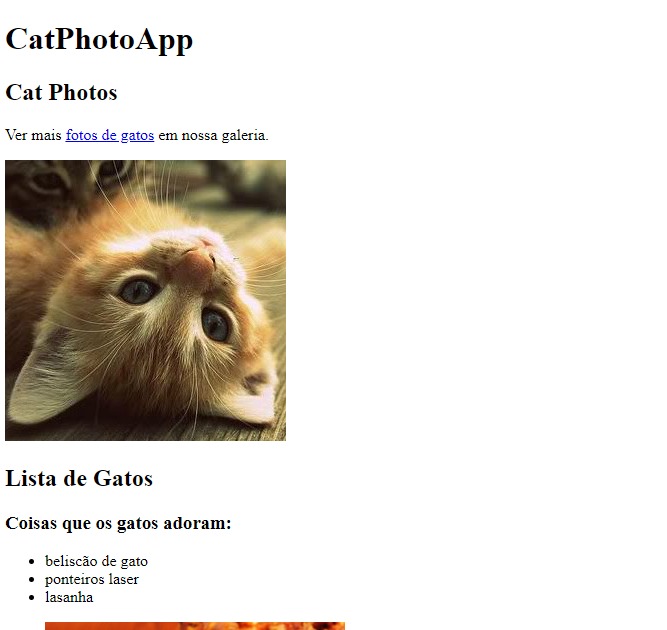 CatPhotoApp
Cat Photos
Ver mais fotos de gatos em nossa galeria.
Lista de Gatos
Coisas que os gatos adoram:
beliscão de gato
ponteiros laser
lasanha